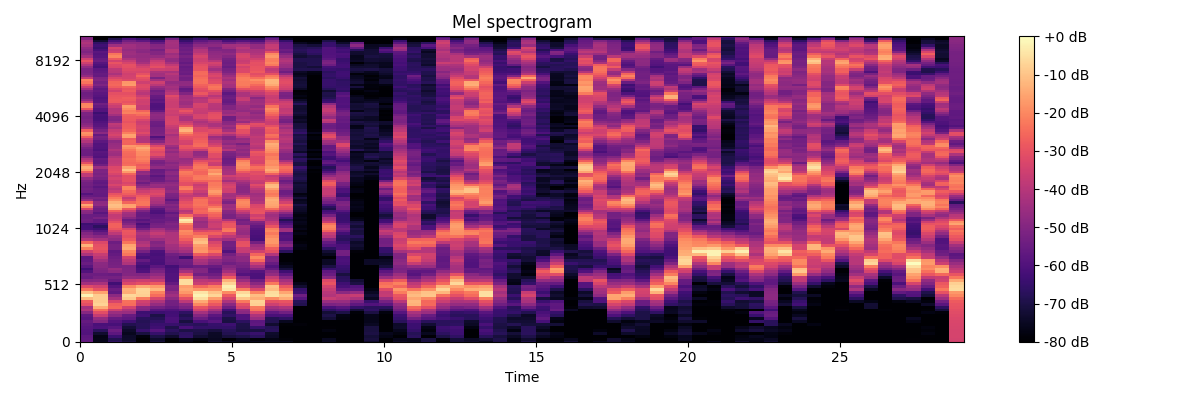 Mel spectrogram
8192
4096
2048
1024
512
0
Hz
0 5 10 15 20 25
Time
+0 dB
-10 dB
-20 dB
-30 dB
-40 dB
-50 dB
-60 dB
-70 dB
-80 dB